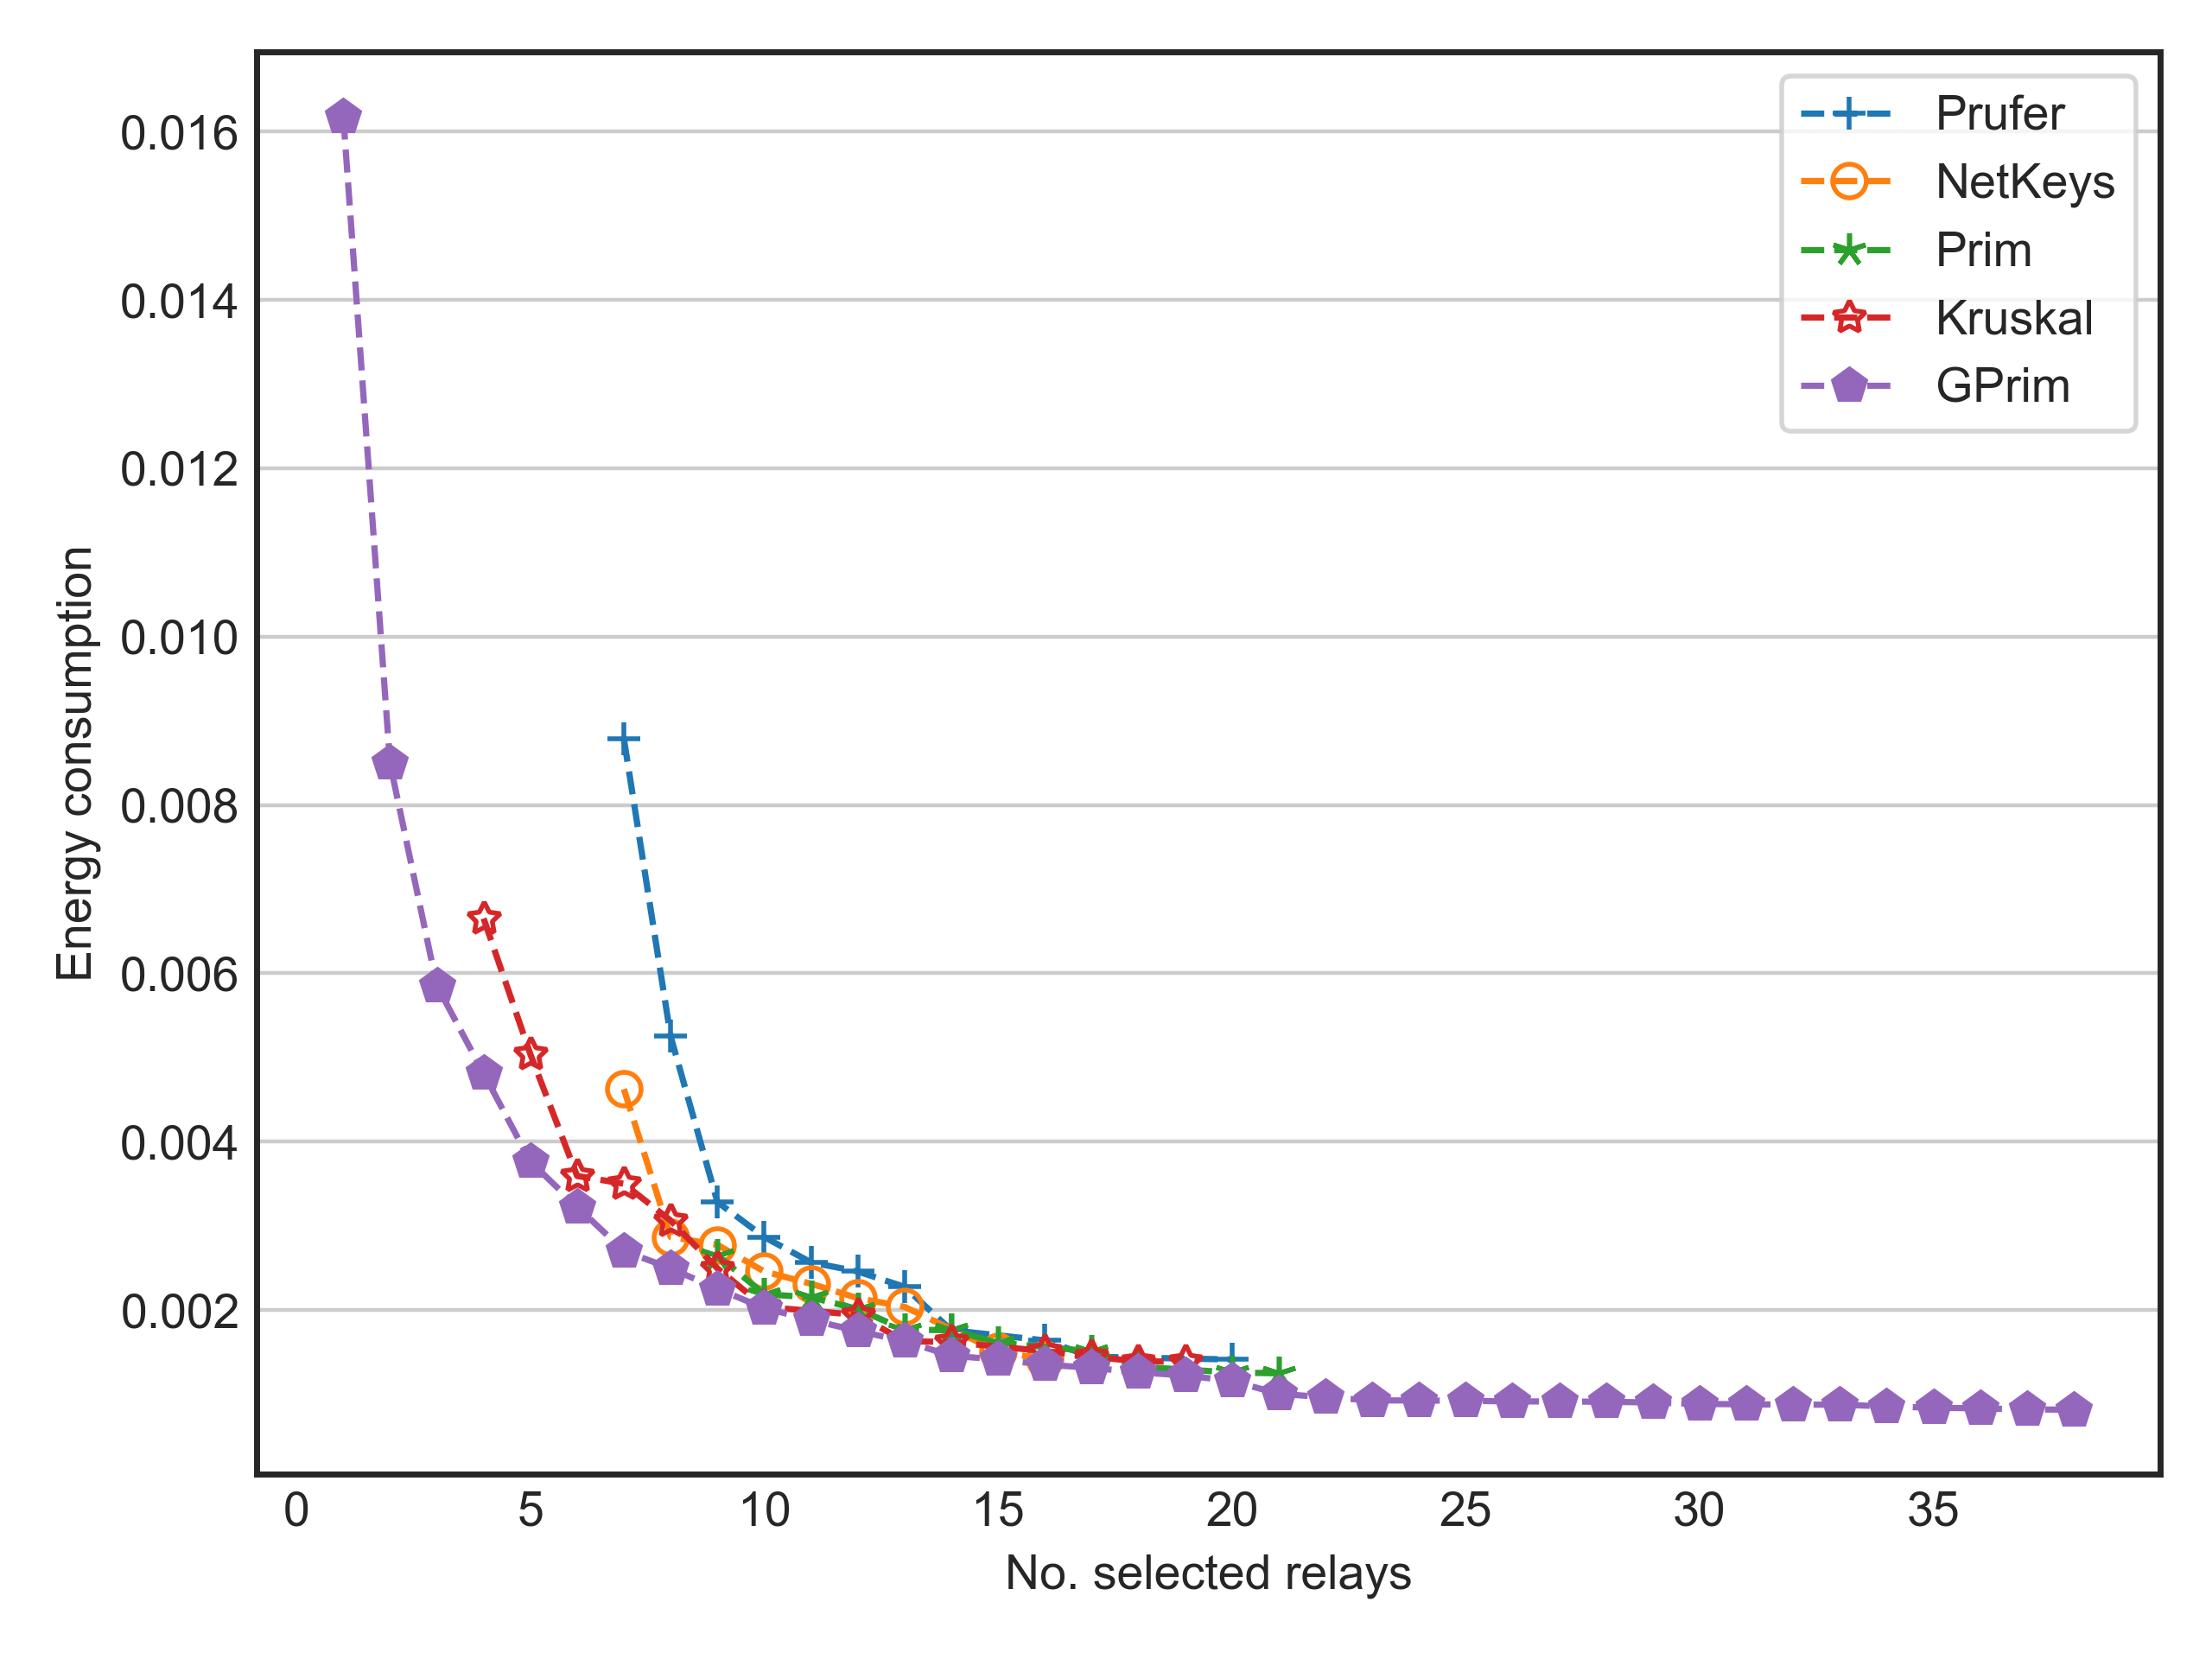 Energy consumption
0.016
0.014
0.012
0.010
0.008
0.006
0.004
0.002
Prufer
NetKeys
Prim
Kruskal
GPrim
0 5 10 15 20 25 30 35
No. selected relays